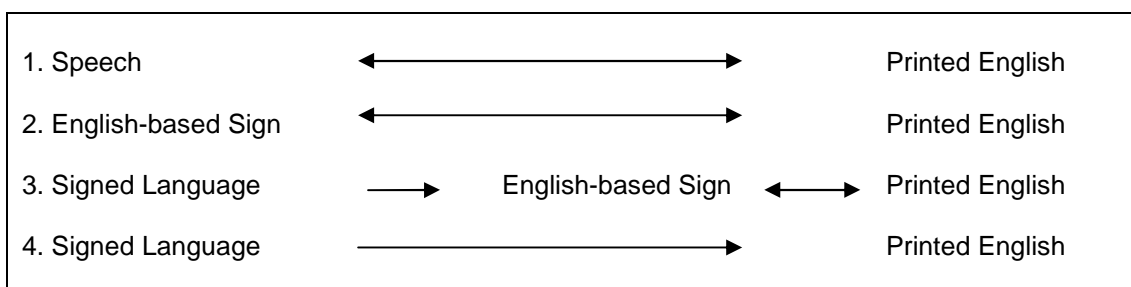 1. Speech Printed English
2. English-based Sign Printed English
3. Signed Language English-based Sign Printed English
4. Signed Language Printed English